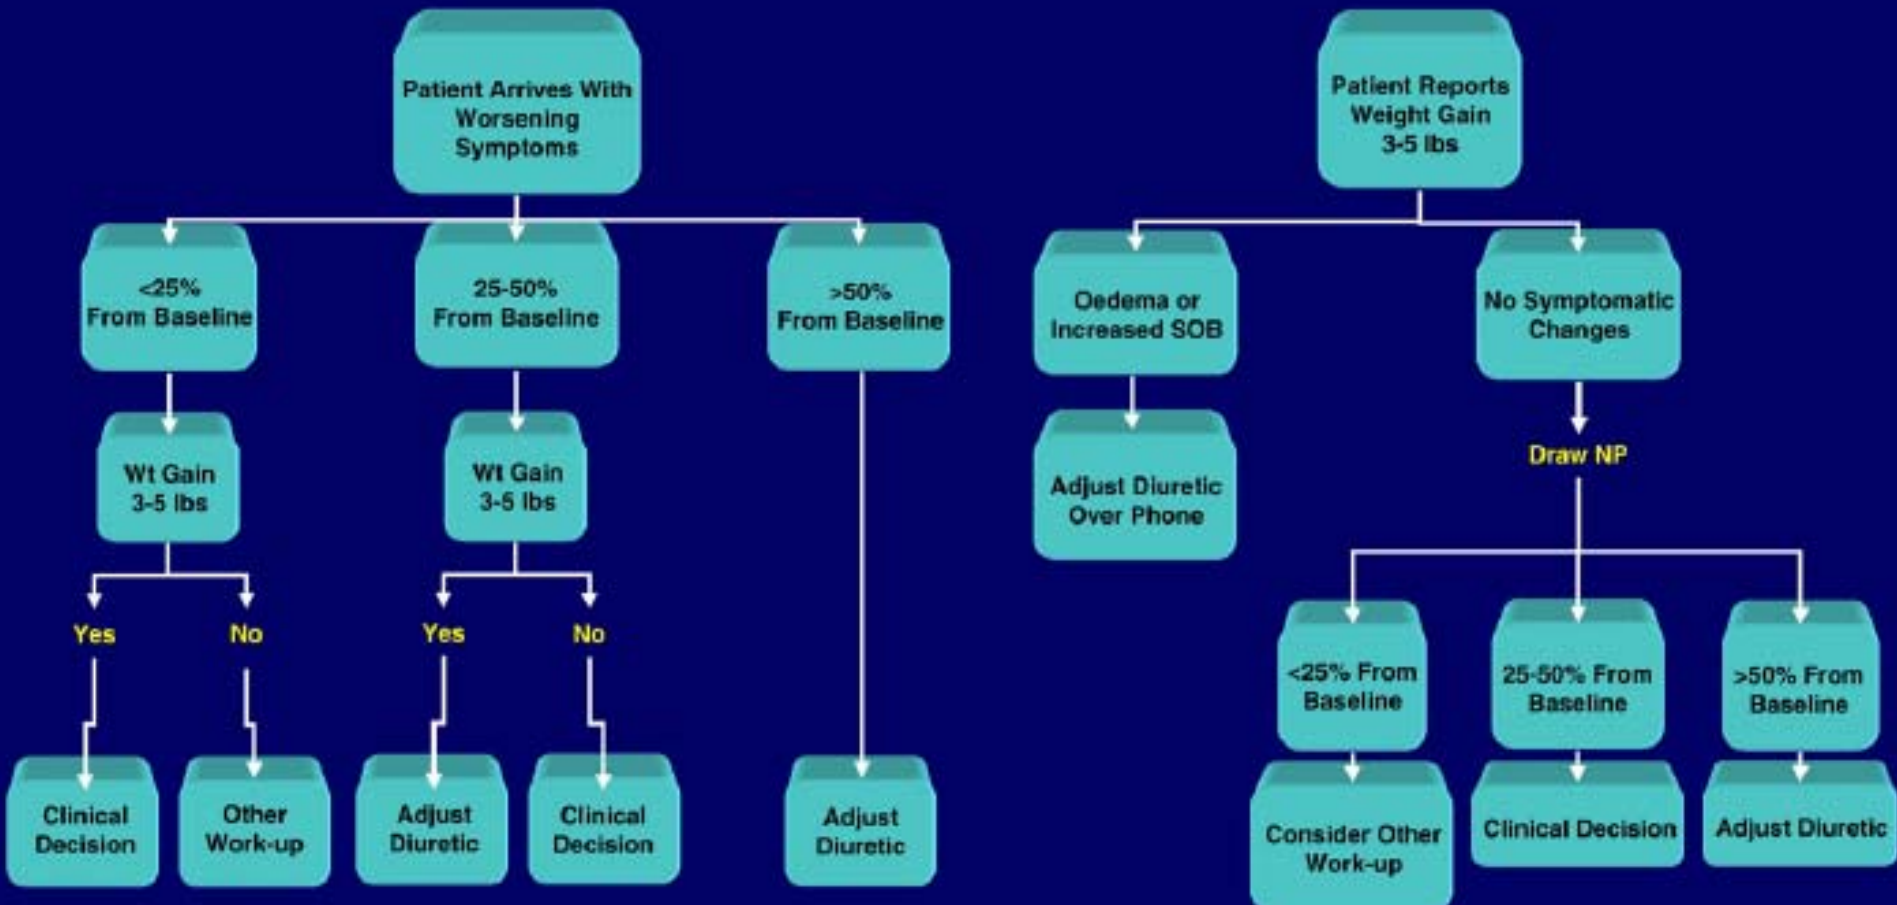 Patient Arrives With
Worsening
Symptoms
<25%
From Baseline
25-50%
From Baseline
>50%
From Baseline
Wt Gain
3-5 lbs
Wt Gain
3-5 lbs
Yes
No
Yes
No
Clinical
Decision
Other
Work-up
Adjust
Diuretic
Clinical
Decision
Adjust
Diuretic
Patient Reports
Weight Gain
3-5 lbs
Oedema or
Increased SOB
No Symptomatic
Changes
Adjust Diuretic
Over Phone
Draw NP
<25% From
Baseline
25-50% From
Baseline
>50% From
Baseline
Consider Other
Work-up
Clinical Decision
Adjust Diuretic